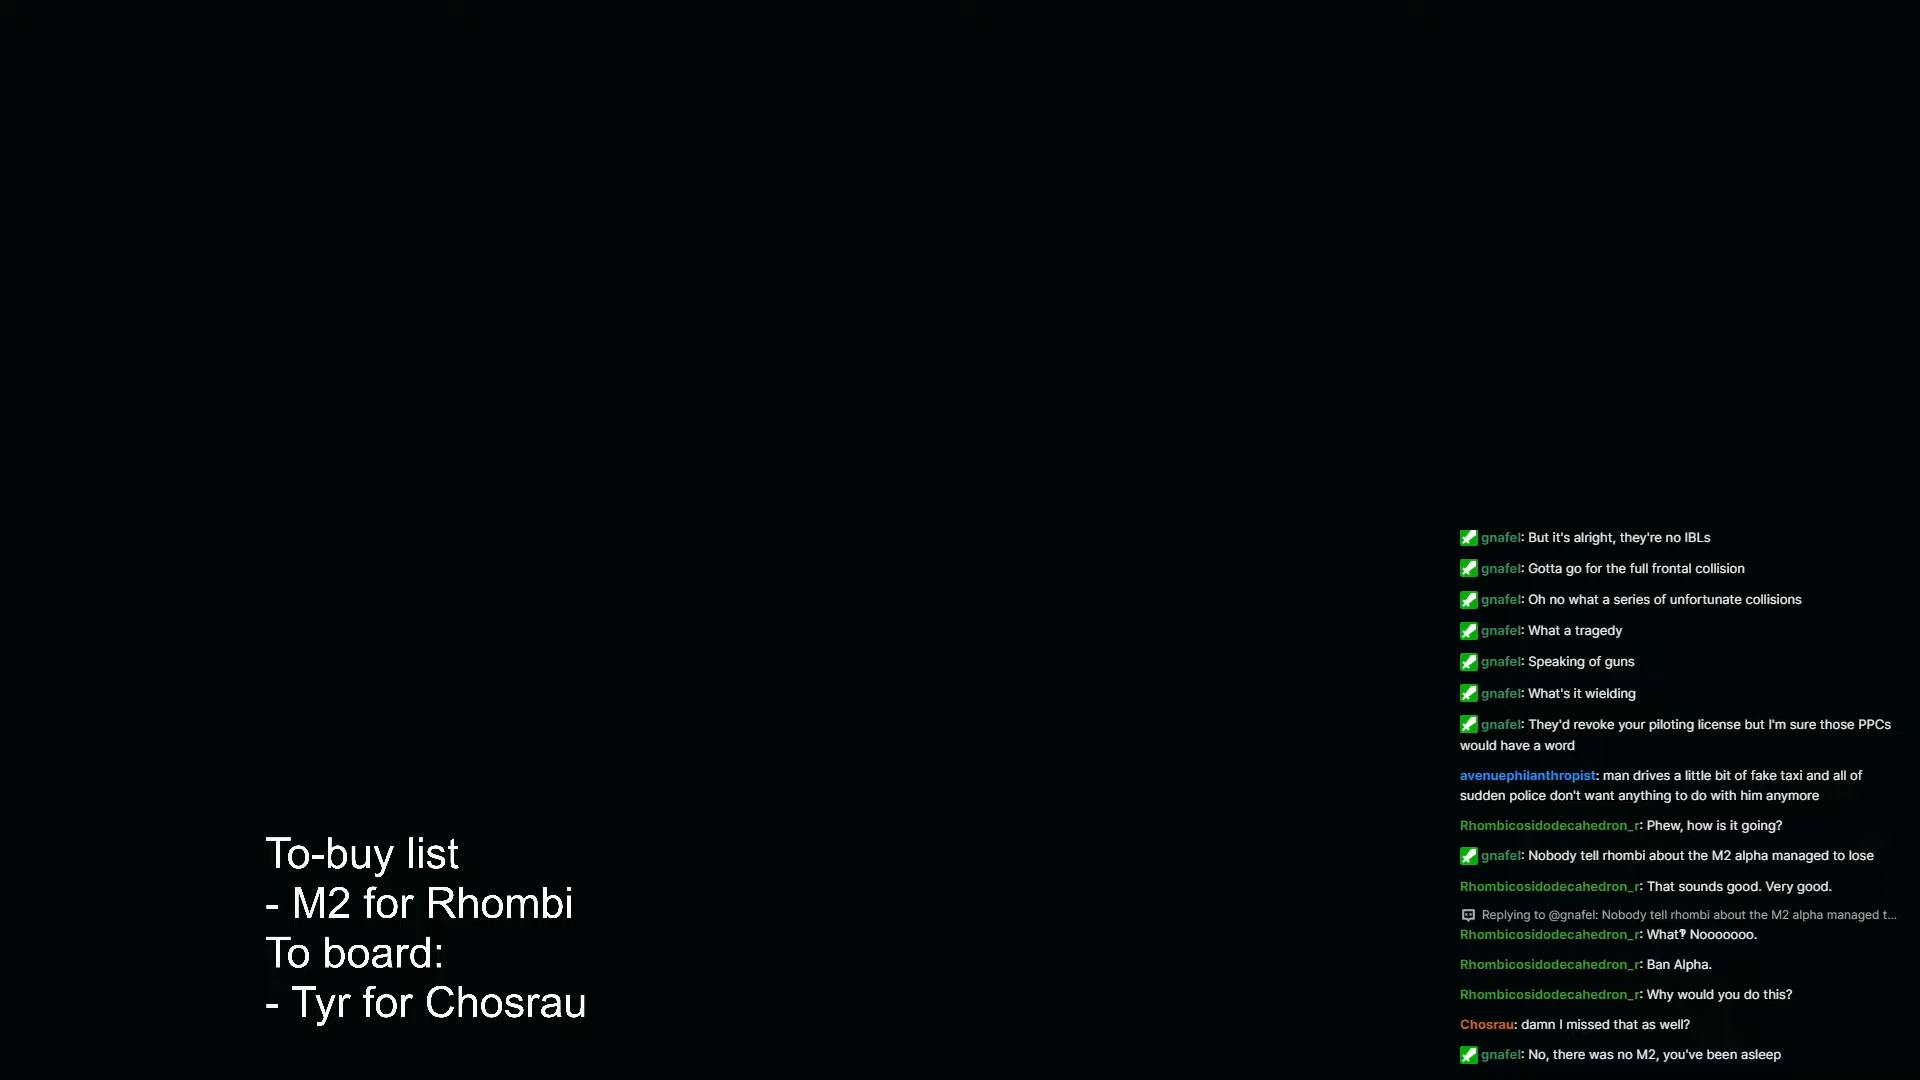 To-buy list
- M2 for Rhombi
To board:
- Tyr for Chosrau
gnafel: But it's alright, they're no IBLs
gnafel: Gotta go for the full frontal collision
gnafel: Oh no what a series of unfortunate collisions
gnafel: What a tragedy
gnafel: Speaking of guns
gnafel: What's it wielding
gnafel: They'd revoke your piloting license but I'm sure those PPCs
would have a word
avenuephilanthropist: man drives a little bit of fake taxi and all of
sudden police don't want anything to do with him anymore
Rhombicosidodecahedron_r: Phew, how is it going?
gnafel: Nobody tell rhombi about the M2 alpha managed to lose
Rhombicosidodecahedron_r: That sounds good. Very good.
Replying to @gnafel: Nobody tell rhombi about the M2 alpha managed t...
Rhombicosidodecahedron_r: What‽ Nooooooo.
Rhombicosidodecahedron_r: Ban Alpha.
Rhombicosidodecahedron_r: Why would you do this?
Chosrau: damn I missed that as well?
gnafel: No, there was no M2, you've been asleep